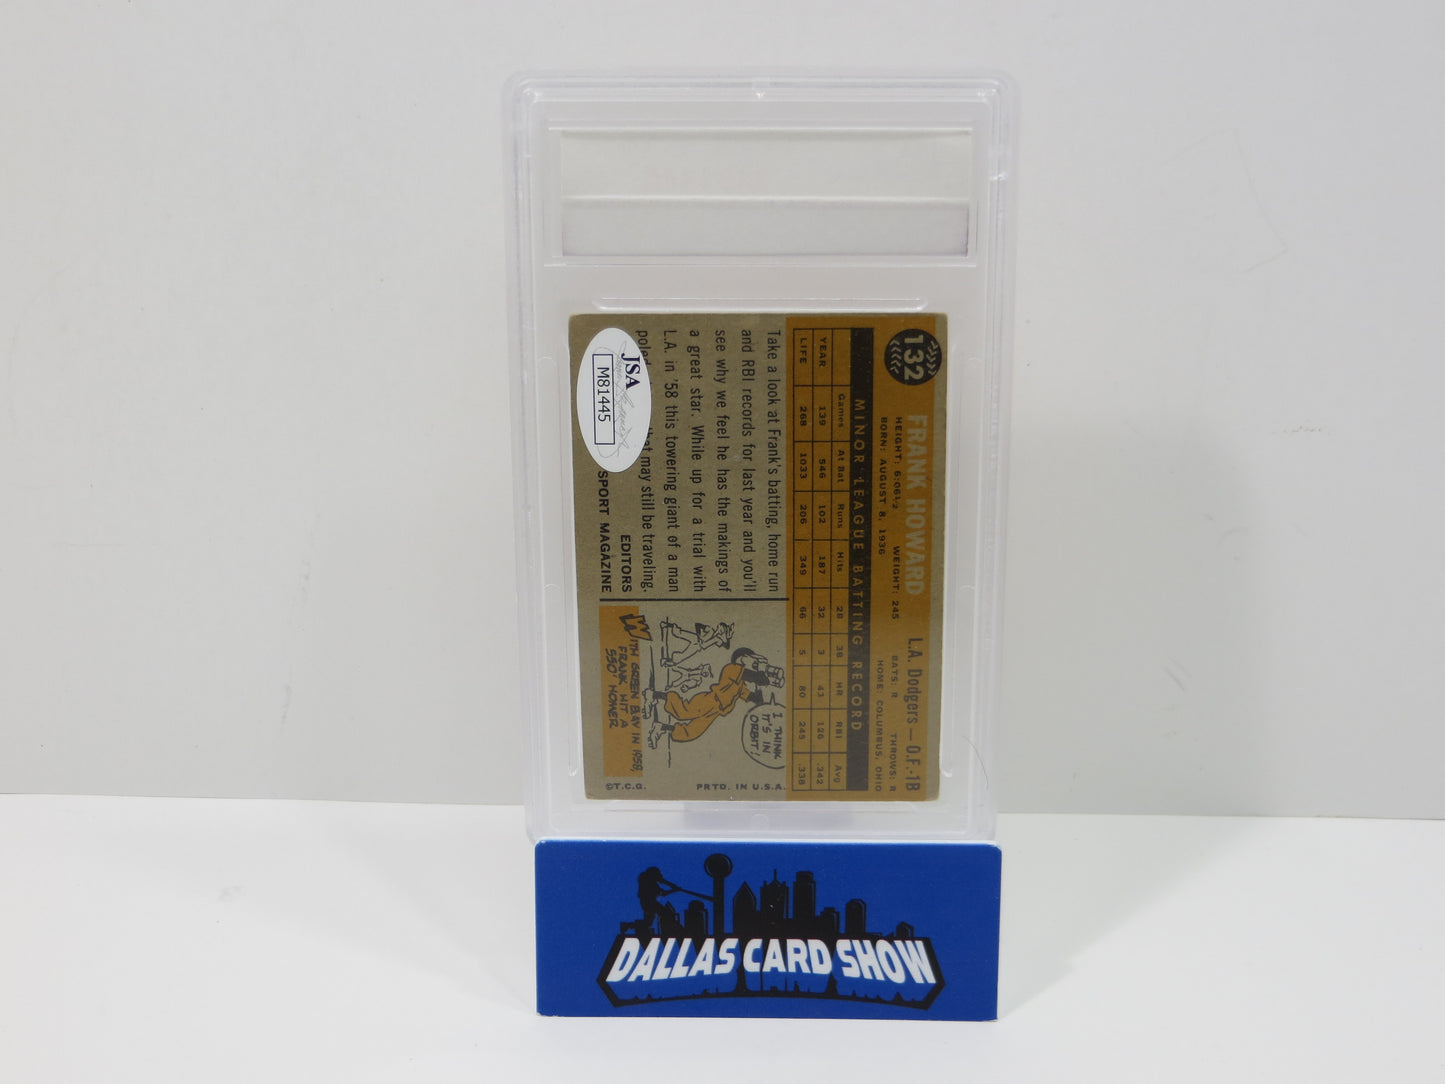 132
FRANK HOWARD
L.A. Dodgers — O.F.-1B
HEIGHT: 6:06½ WEIGHT: 245 BATS: R THROWS: R
BORN: AUGUST 8, 1936 HOME: COLUMBUS, OHIO
MINOR LEAGUE BATTING RECORD
Games At Bat Runs Hits 2B 3B HR RBI Avg
YEAR 139 546 102 187 32 3 43 126 .342
LIFE 268 1033 206 349 66 5 80 245 .338
Take a look at Frank's batting, home run
and RBI records for last year and you'll
see why we feel he has the makings of
a great star. While up for a trial with
L.A. in '58 this towering giant of a man
poled that may still be traveling.
EDITORS
SPORT MAGAZINE
JSA
M81445
I THINK
IT'S IN
ORBIT!
WITH GREEN BAY IN 1958,
FRANK HIT A
550' HOMER
©T.C.G. PRTD. IN U.S.A.
DALLAS CARD SHOW